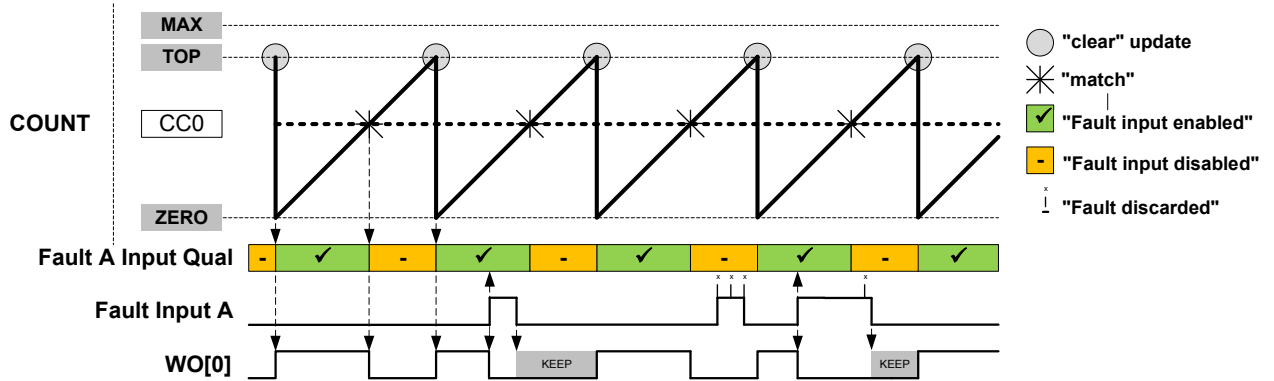 MAX
"clear" update
TOP
"match"
COUNT
CC0
"Fault input enabled"
- "Fault input disabled"
x
ZERO
"Fault discarded"
Fault A Input Qual
- ✓ - ✓ - ✓ - ✓ - ✓
x x x x
Fault Input A
WO[0]
KEEP KEEP